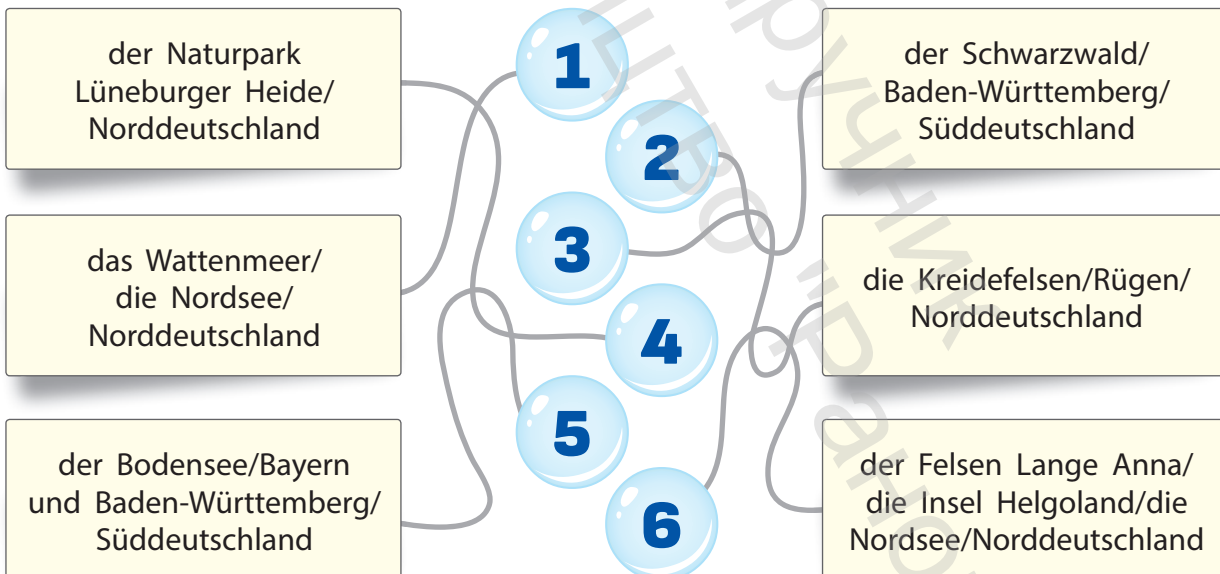 der Naturpark
Lüneburger Heide/
Norddeutschland
das Wattenmeer/
die Nordsee/
Norddeutschland
der Bodensee/Bayern
und Baden-Württemberg/
Süddeutschland
1
2
3
4
5
6
der Schwarzwald/
Baden-Württemberg/
Süddeutschland
die Kreidefelsen/Rügen/
Norddeutschland
der Felsen Lange Anna/
die Insel Helgoland/die
Nordsee/Norddeutschland